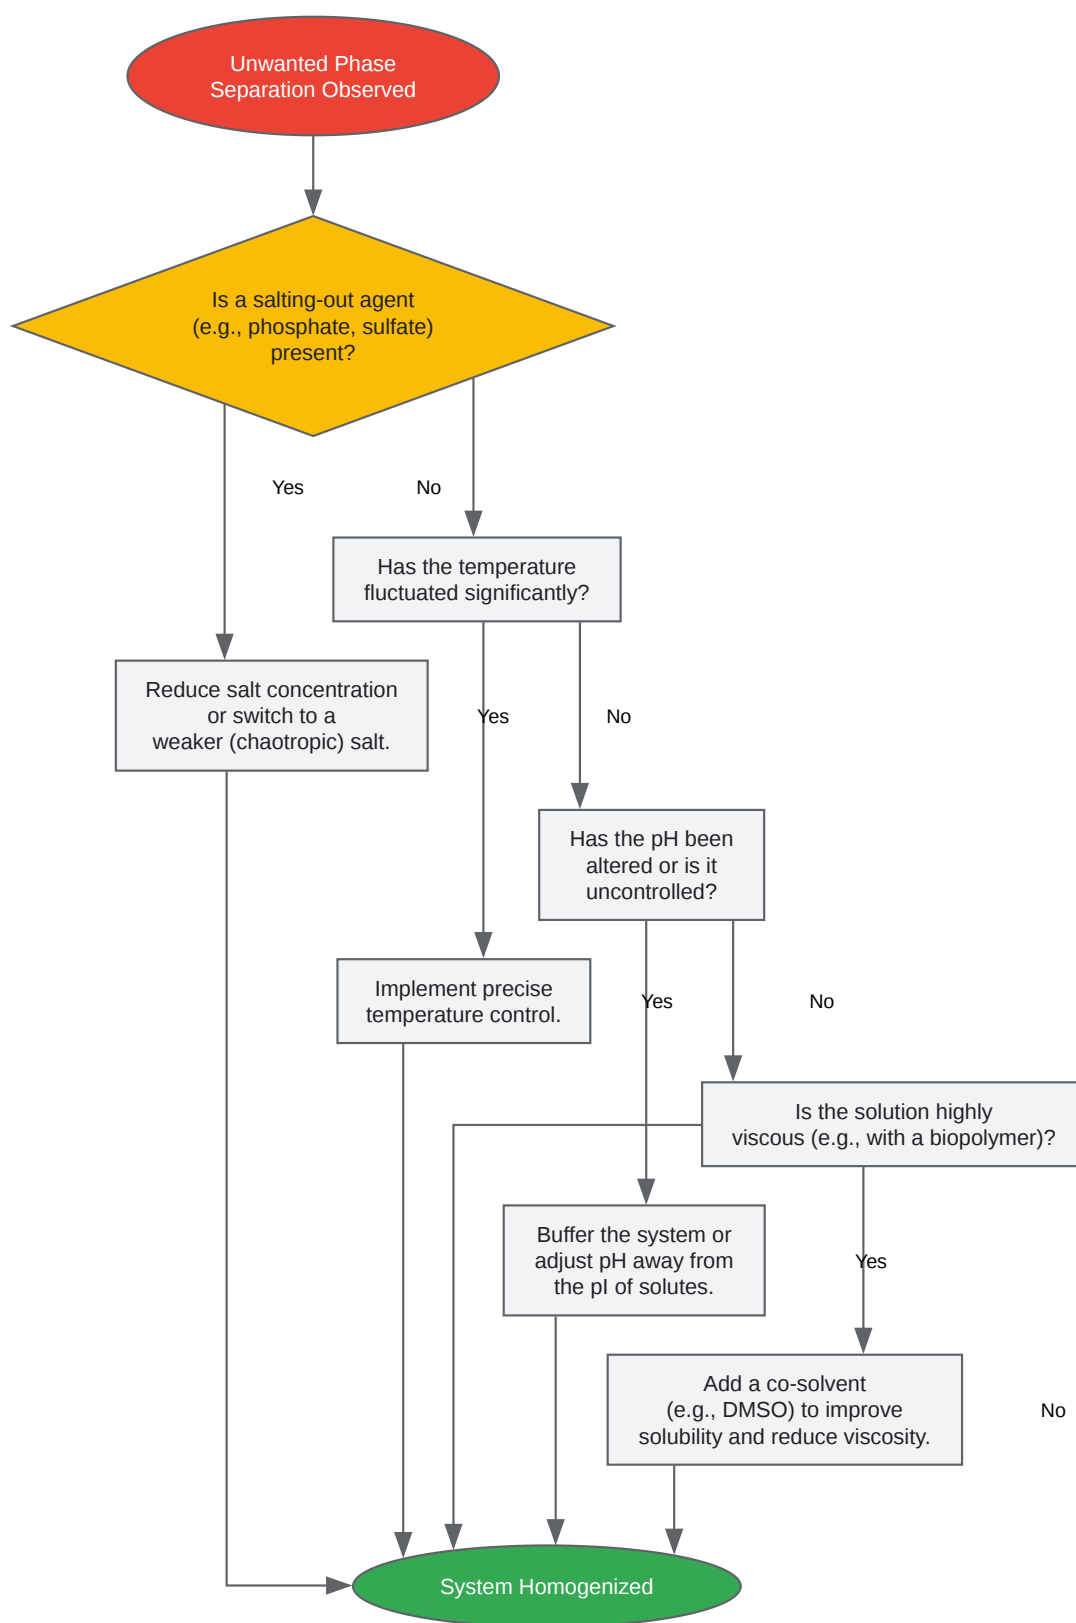 Unwanted Phase
Separation Observed
Is a salting-out agent
(e.g., phosphate, sulfate)
present?
Yes
No
Has the temperature
fluctuated significantly?
Reduce salt concentration
or switch to a
weaker (chaotropic) salt.
Yes
No
Has the pH been
altered or is it
uncontrolled?
Implement precise
temperature control.
Yes
No
Is the solution highly
viscous (e.g., with a biopolymer)?
Buffer the system or
adjust pH away from
the pI of solutes.
Yes
Add a co-solvent
(e.g., DMSO) to improve
solubility and reduce viscosity.
No
System Homogenized